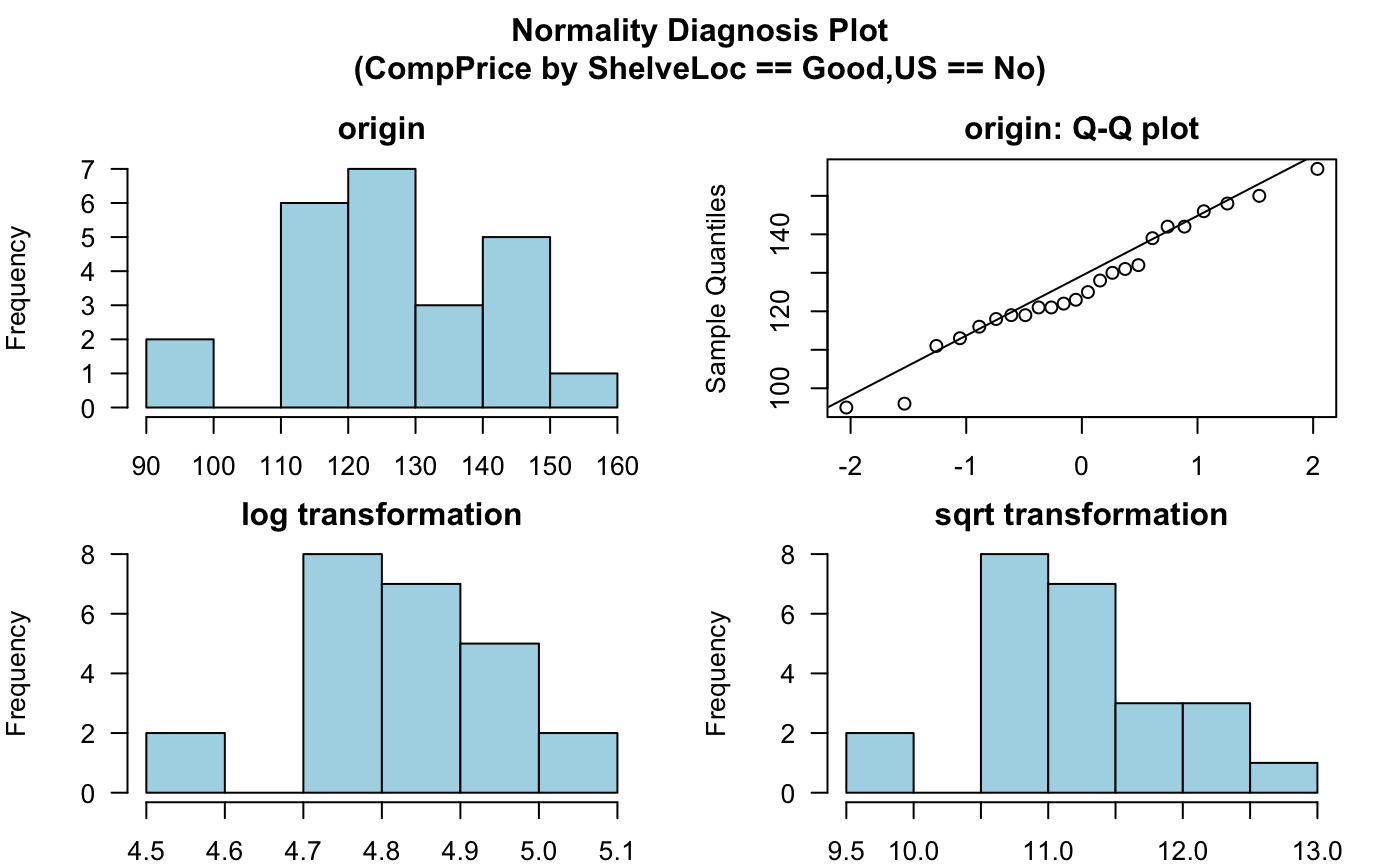 Normality Diagnosis Plot
(CompPrice by ShelveLoc == Good,US == No)
origin
Frequency
7
6
5
4
3
2
1
0
90 100 110 120 130 140 150 160
origin: Q-Q plot
Sample Quantiles
140
120
100
-2 -1 0 1 2
log transformation
Frequency
8
6
4
2
0
4.5 4.6 4.7 4.8 4.9 5.0 5.1
sqrt transformation
Frequency
8
6
4
2
0
9.5 10.0 11.0 12.0 13.0